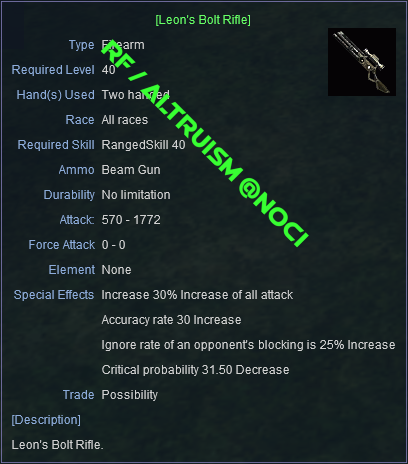 [Leon's Bolt Rifle]
Type Firearm
Required Level 40
Hand(s) Used Two handed
Race All races
Required Skill RangedSkill 40
Ammo Beam Gun
Durability No limitation
Attack: 570 - 1772
Force Attack 0 - 0
Element None
Special Effects Increase 30% Increase of all attack
Accuracy rate 30 Increase
Ignore rate of an opponent's blocking is 25% Increase
Critical probability 31.50 Decrease
Trade Possibility
[Description]
Leon's Bolt Rifle.
RF / ALTRUISM @NOCI